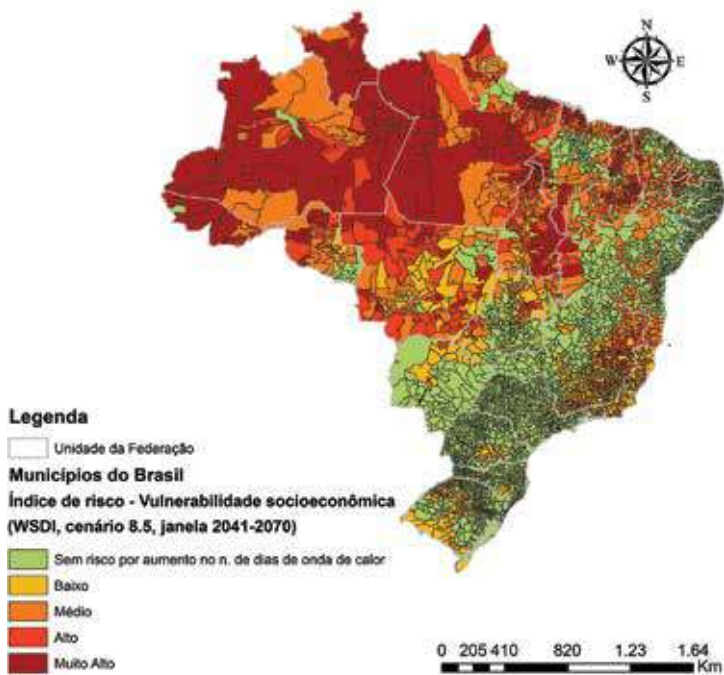 N
W E
S
Legenda
Unidade da Federação
Municípios do Brasil
Índice de risco - Vulnerabilidade socioeconômica
(WSDI, cenário 8.5, janela 2041-2070)
Sem risco por aumento no n. de dias de onda de calor
Baixo
Médio
Alto
Muito Alto
0 205 410 820 1.23 1.64
Km